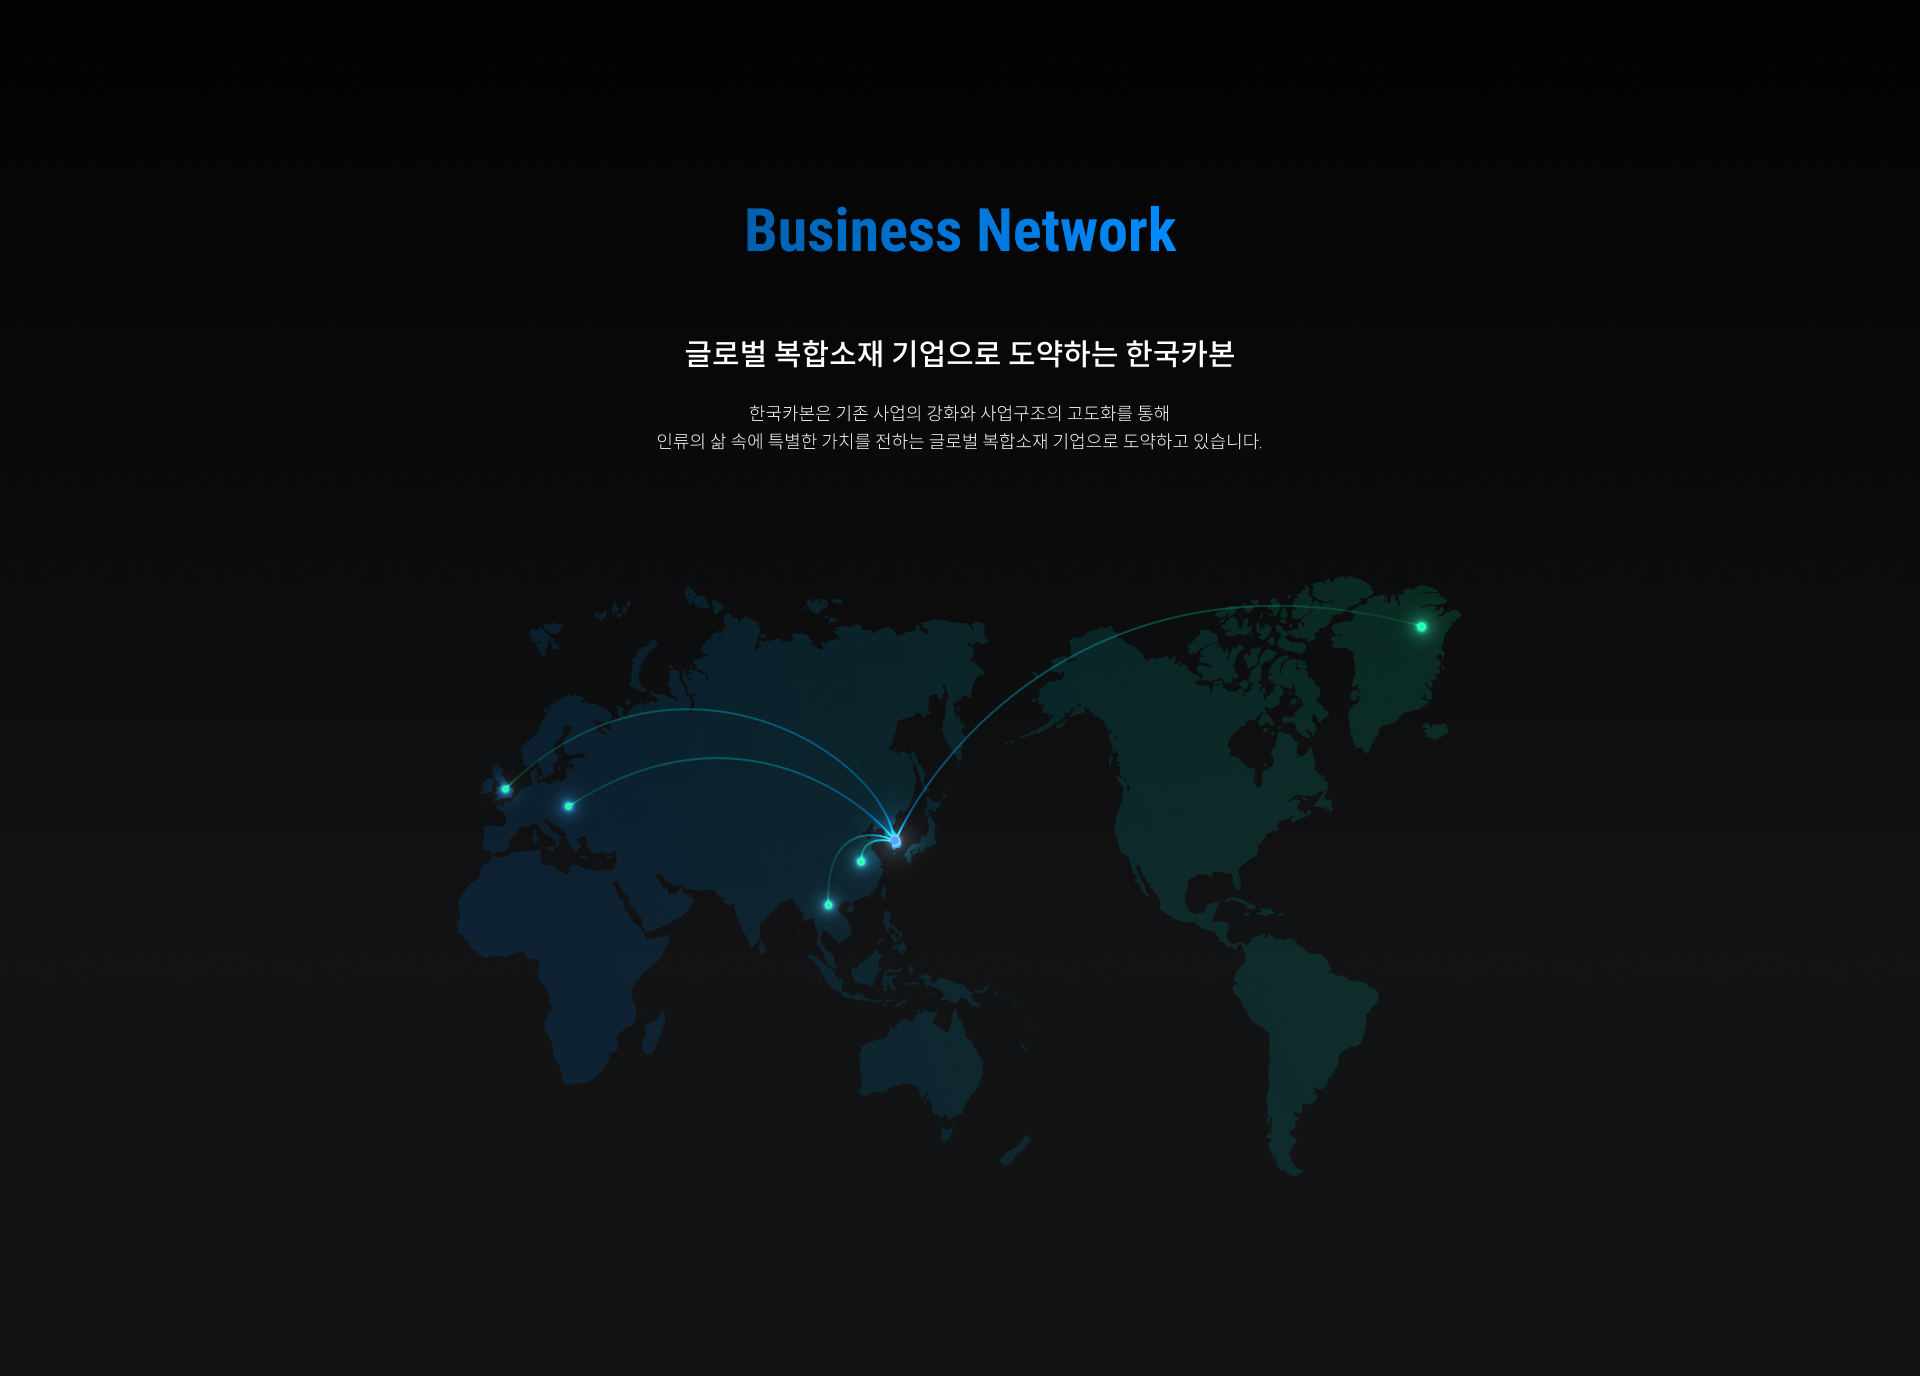 Business Network
글로벌 복합소재 기업으로 도약하는 한국카본
한국카본은 기존 사업의 강화와 사업구조의 고도화를 통해
인류의 삶 속에 특별한 가치를 전하는 글로벌 복합소재 기업으로 도약하고 있습니다.